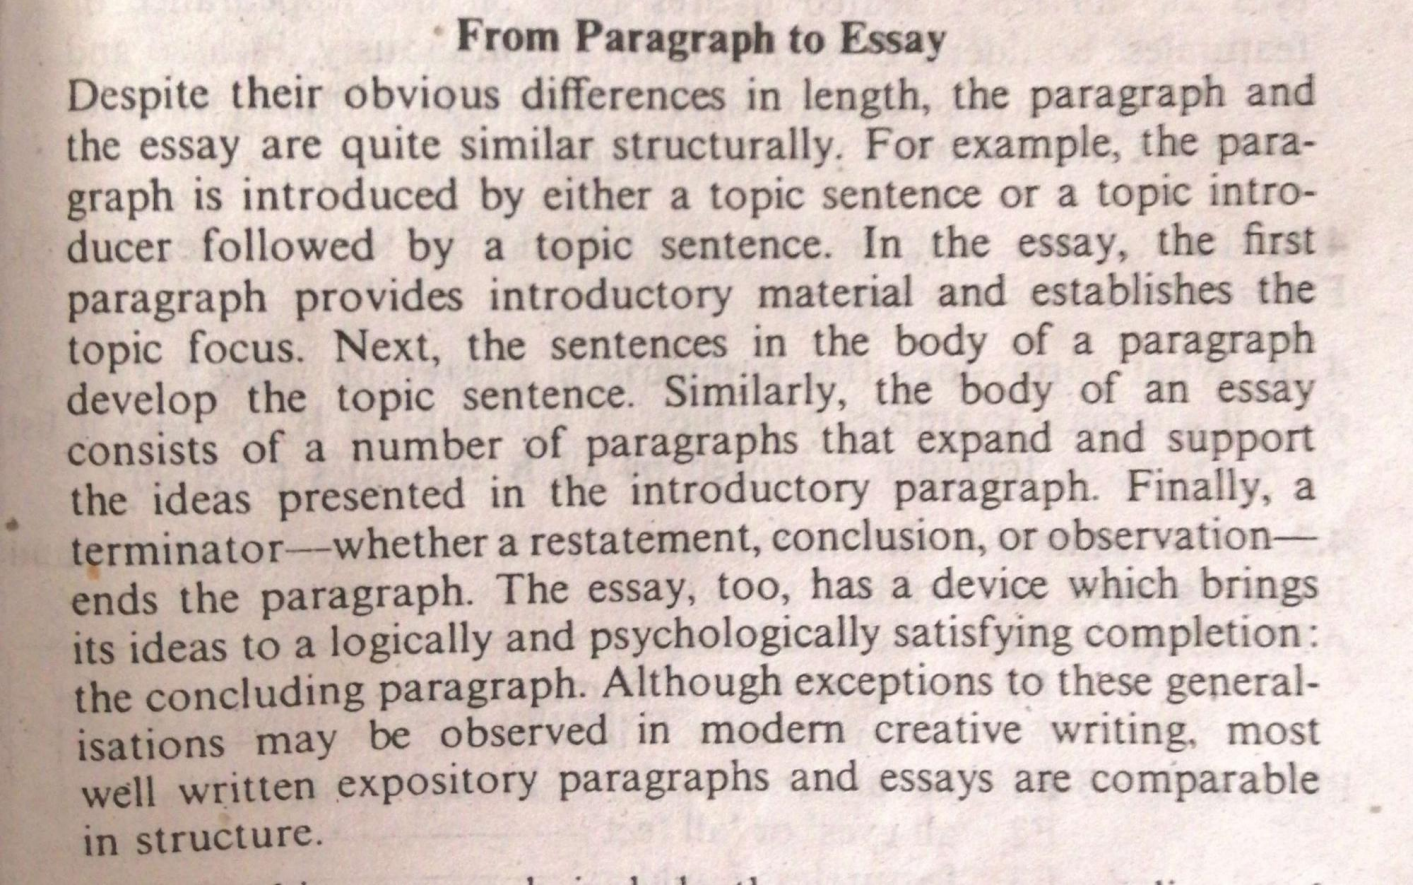 From Paragraph to Essay
Despite their obvious differences in length, the paragraph and
the essay are quite similar structurally. For example, the para-
graph is introduced by either a topic sentence or a topic intro-
ducer followed by a topic sentence. In the essay, the first
paragraph provides introductory material and establishes the
topic focus. Next, the sentences in the body of a paragraph
develop the topic sentence. Similarly, the body of an essay
consists of a number of paragraphs that expand and support
the ideas presented in the introductory paragraph. Finally, a
terminator—whether a restatement, conclusion, or observation—
ends the paragraph. The essay, too, has a device which brings
its ideas to a logically and psychologically satisfying completion:
the concluding paragraph. Although exceptions to these general-
isations may be observed in modern creative writing, most
well written expository paragraphs and essays are comparable
in structure.